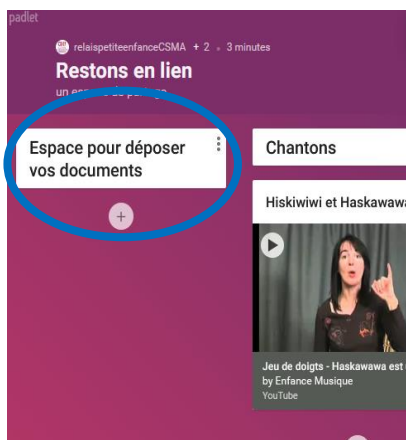 padlet
relaispetiteenfanceCSMA + 2 • 3 minutes
Restons en lien
un
Espace pour déposer
vos documents
Chantons
Hiskiwiwi et Haskawawa
Jeu de doigts - Haskawawa est
by Enfance Musique
YouTube